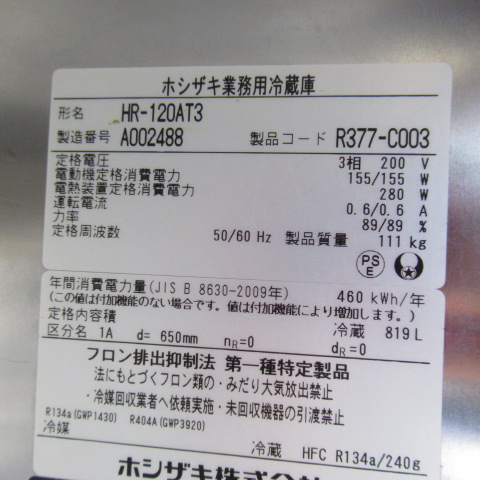 ホシザキ業務用冷蔵庫
形名 HR-120AT3
製造番号 A002488 製品コード R377-C003
定格電圧 3相 200 V
電動機定格消費電力 155/155 W
電熱装置定格消費電力 280 W
運転電流 0.6/0.6 A
力率 89/89 %
定格周波数 50/60 Hz 製品質量 111 kg
PS
E
年間消費電力量(JIS B 8630-2009年) 460 kWh/年
(この値は付加機能のない場合です。値は付加機能により増加します。)
定格内容積 冷蔵 819 L
区分名 1A d= 650mm nR=0 dR=0
フロン排出抑制法 第一種特定製品
法にもとづくフロン類の・みだり大気放出禁止
・冷媒回収業者へ依頼実施・未回収機器の引渡禁止
R134a(GWP1430) R404A(GWP3920)
冷媒 冷蔵 HFC R134a/240g
ホシザキ株式会社